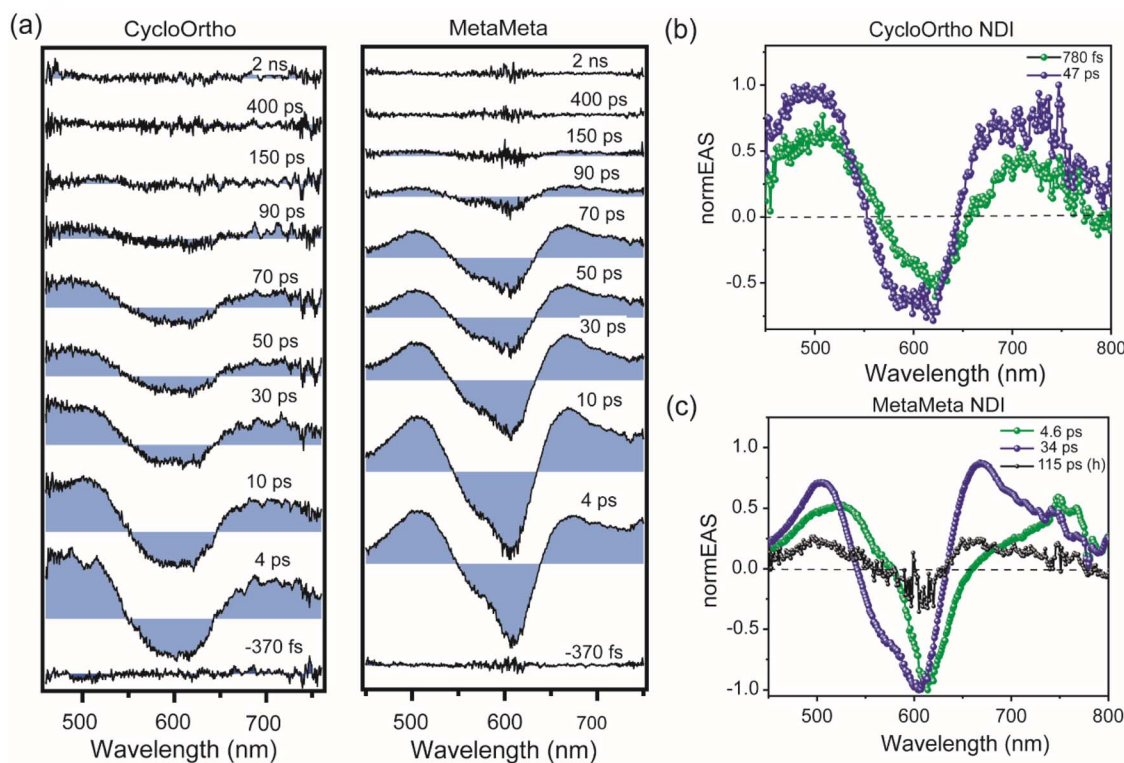 (a)
CycloOrtho
2 ns
400 ps
150 ps
90 ps
70 ps
50 ps
30 ps
10 ps
4 ps
-370 fs
500 600 700
Wavelength (nm)
MetaMeta
2 ns
400 ps
150 ps
90 ps
70 ps
50 ps
30 ps
10 ps
4 ps
-370 fs
500 600 700
Wavelength (nm)
(b)
CycloOrtho NDI
780 fs
47 ps
1.0
0.5
0.0
-0.5
normEAS
500 600 700 800
Wavelength (nm)
(c)
MetaMeta NDI
4.6 ps
34 ps
115 ps (h)
1.0
0.5
0.0
-0.5
-1.0
normEAS
500 600 700 800
Wavelength (nm)